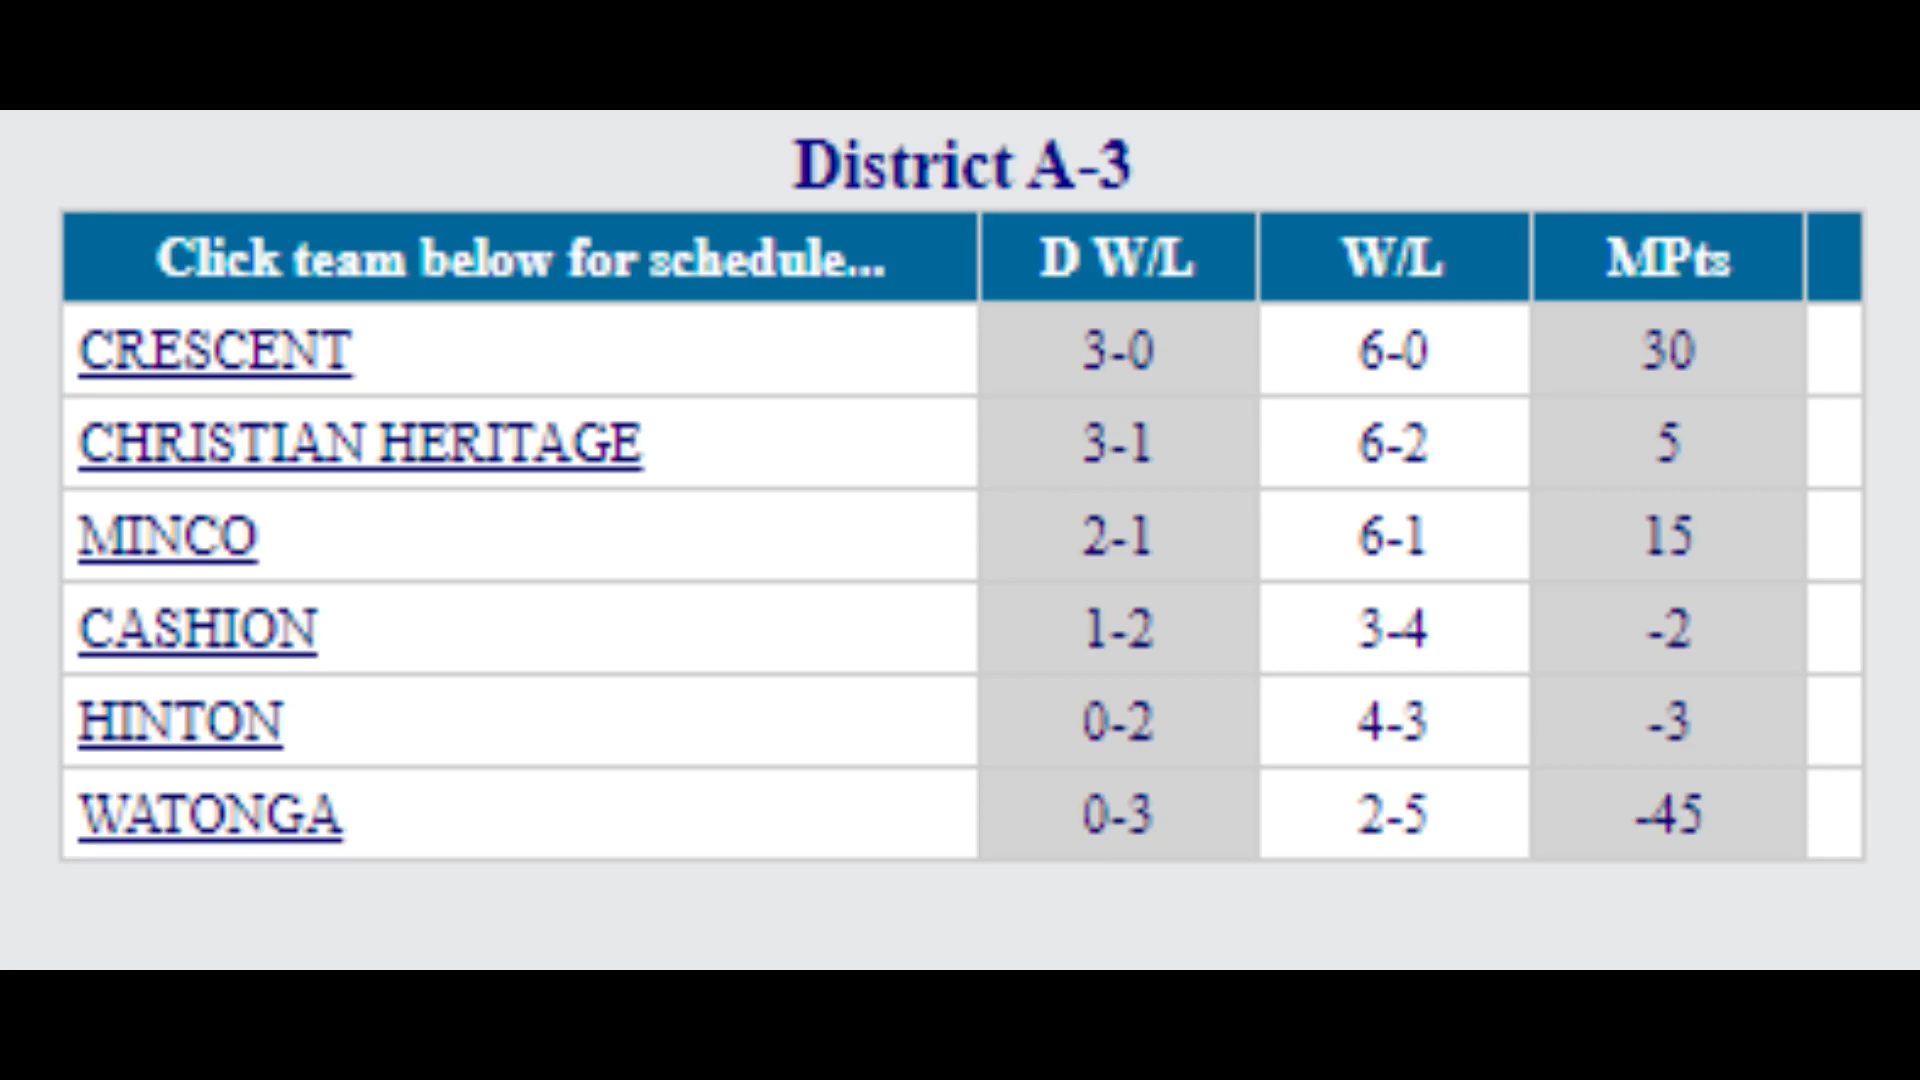 District A-3
Click team below for schedule... D W/L W/L MPts
CRESCENT 3-0 6-0 30
CHRISTIAN HERITAGE 3-1 6-2 5
MINCO 2-1 6-1 15
CASHION 1-2 3-4 -2
HINTON 0-2 4-3 -3
WATONGA 0-3 2-5 -45